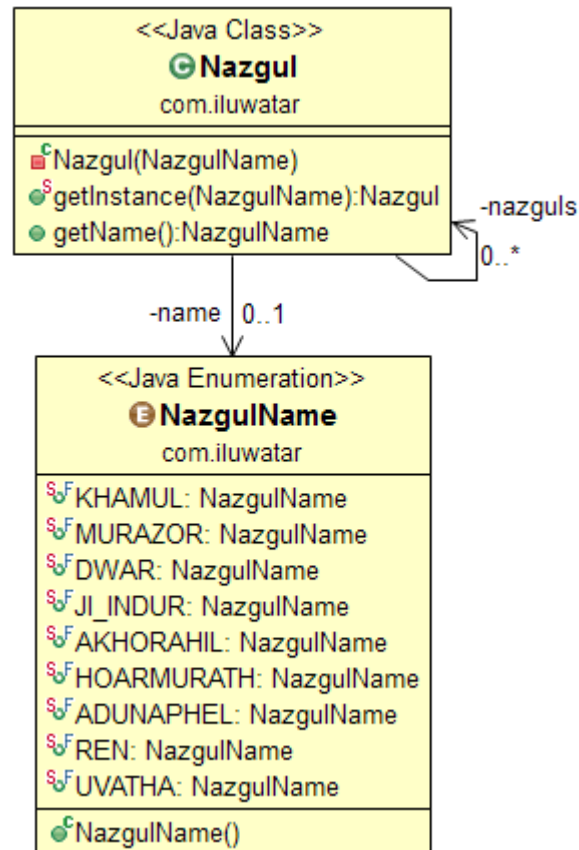 <<Java Class>>
Nazgul
com.iluwatar
Nazgul(NazgulName)
getInstance(NazgulName):Nazgul
getName():NazgulName
-nazguls
0..*
-name 0..1
<<Java Enumeration>>
NazgulName
com.iluwatar
KHAMUL: NazgulName
MURAZOR: NazgulName
DWAR: NazgulName
JI_INDUR: NazgulName
AKHORAHIL: NazgulName
HOARMURATH: NazgulName
ADUNAPHEL: NazgulName
REN: NazgulName
UVATHA: NazgulName
NazgulName()